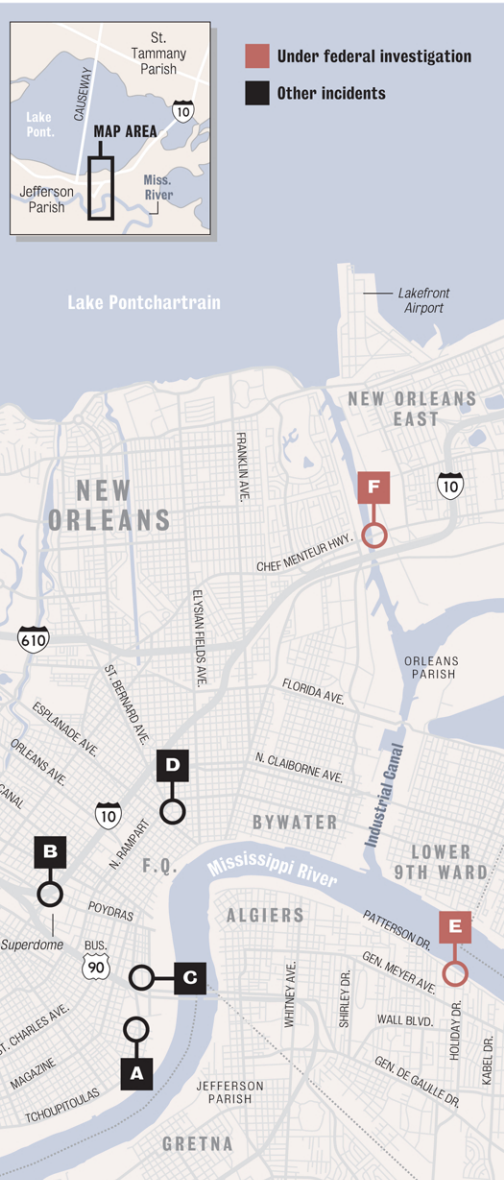 St.
Tammany
Parish
CAUSEWAY
Lake
Pont.
10
MAP AREA
Jefferson
Parish
Miss.
River
Under federal investigation
Other incidents
Lake Pontchartrain
Lakefront
Airport
NEW ORLEANS
EAST
FRANKLIN AVE.
NEW
ORLEANS
F
10
CHEF MENTEUR HWY.
ELYSIAN FIELDS AVE.
610
ORLEANS
PARISH
ST. BERNARD AVE.
FLORIDA AVE.
ESPLANADE AVE.
ORLEANS AVE.
D
N. CLAIBORNE AVE.
Industrial Canal
CANAL
10
N. RAMPART
BYWATER
B
F.Q.
Mississippi River
LOWER
9TH WARD
POYDRAS
ALGIERS
PATTERSON DR.
E
Superdome
BUS.
90
C
GEN. MEYER AVE.
WHITNEY AVE.
SHIRLEY DR.
WALL BLVD.
HOLIDAY DR.
KABEL DR.
ST. CHARLES AVE.
A
MAGAZINE
TCHOUPITOULAS
GEN. DE GAULLE DR.
JEFFERSON
PARISH
GRETNA